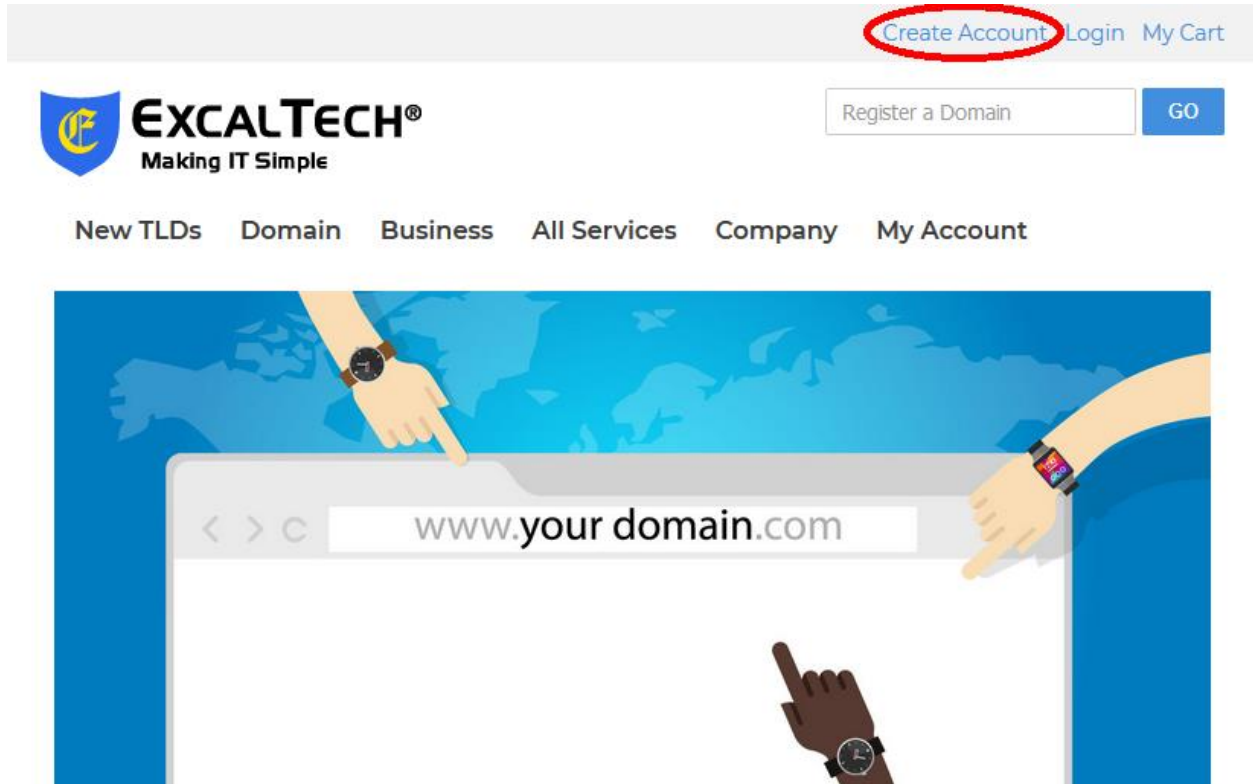 Create Account Login My Cart
EXCALTECH®
Making IT Simple
Register a Domain
GO
New TLDs Domain Business All Services Company My Account
www.your domain.com